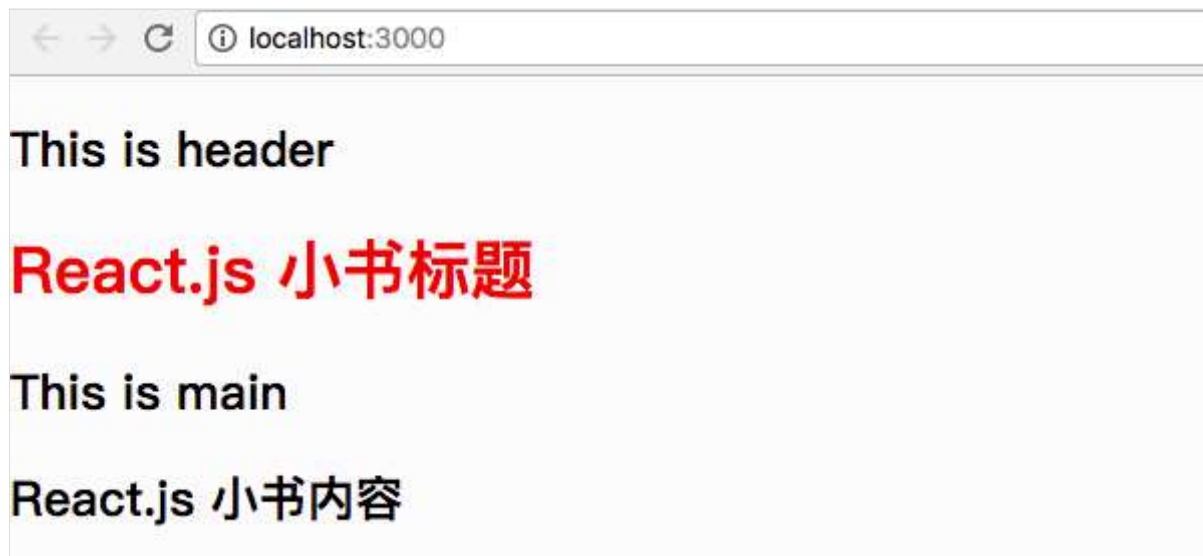 localhost:3000
This is header
React.js 小书标题
This is main
React.js 小书内容